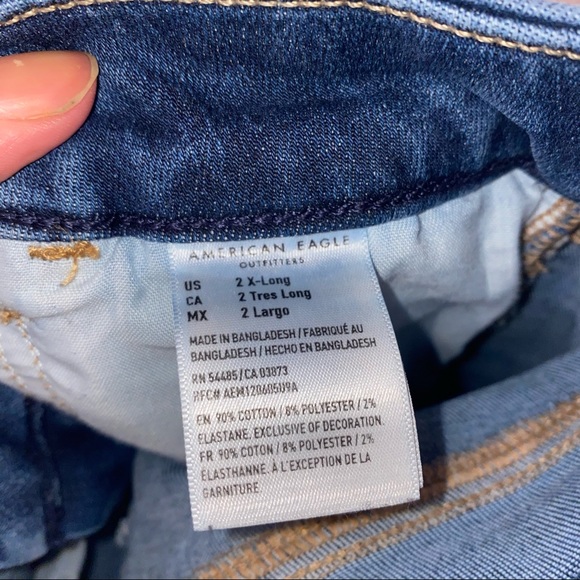 AMERICAN EAGLE
OUTFITTERS
US 2 X-Long
CA 2 Tres Long
MX 2 Largo
MADE IN BANGLADESH / FABRIQUÉ AU
BANGLADESH / HECHO EN BANGLADESH
RN 54485/CA 03873
RFC# AEM120605U9A
EN 90% COTTON / 8% POLYESTER / 2%
ELASTANE, EXCLUSIVE OF DECORATION.
FR 90% COTON / 8% POLYESTER / 2%
ELASTHANNE. À L'EXCEPTION DE LA
GARNITURE.